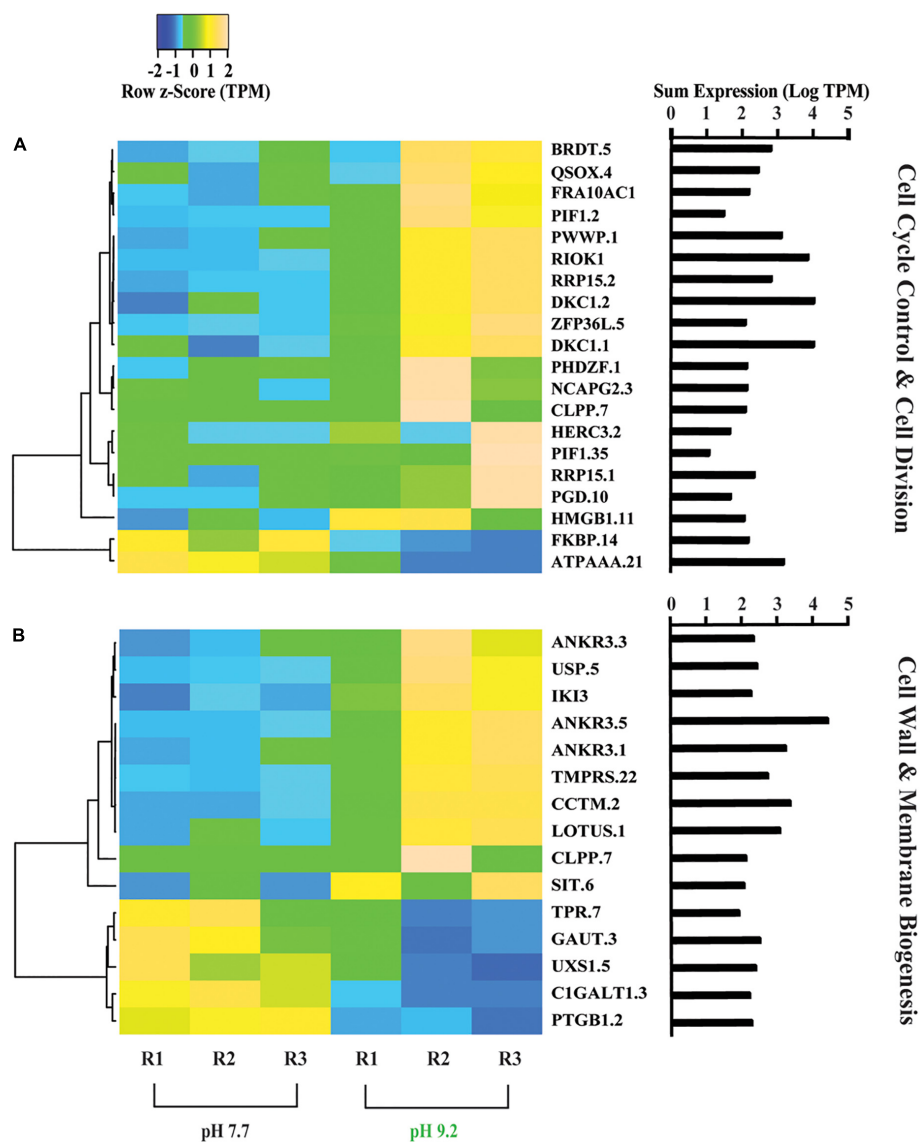 -2 -1 0 1 2
Row z-Score (TPM)
Sum Expression (Log TPM)
0 1 2 3 4 5
A
BRDT.5
QSOX.4
FRA10AC1
PIF1.2
PWWP.1
RIOK1
RRP15.2
DKC1.2
ZFP36L.5
DKC1.1
PHDZF.1
NCAPG2.3
CLPP.7
HERC3.2
PIF1.35
RRP15.1
PGD.10
HMGB1.11
FKBP.14
ATPAAA.21
Cell Cycle Control & Cell Division
0 1 2 3 4 5
B
ANKR3.3
USP.5
IKI3
ANKR3.5
ANKR3.1
TMPRS.22
CCTM.2
LOTUS.1
CLPP.7
SIT.6
TPR.7
GAUT.3
UXS1.5
C1GALT1.3
PTGB1.2
Cell Wall & Membrane Biogenesis
R1 R2 R3 R1 R2 R3
pH 7.7 pH 9.2